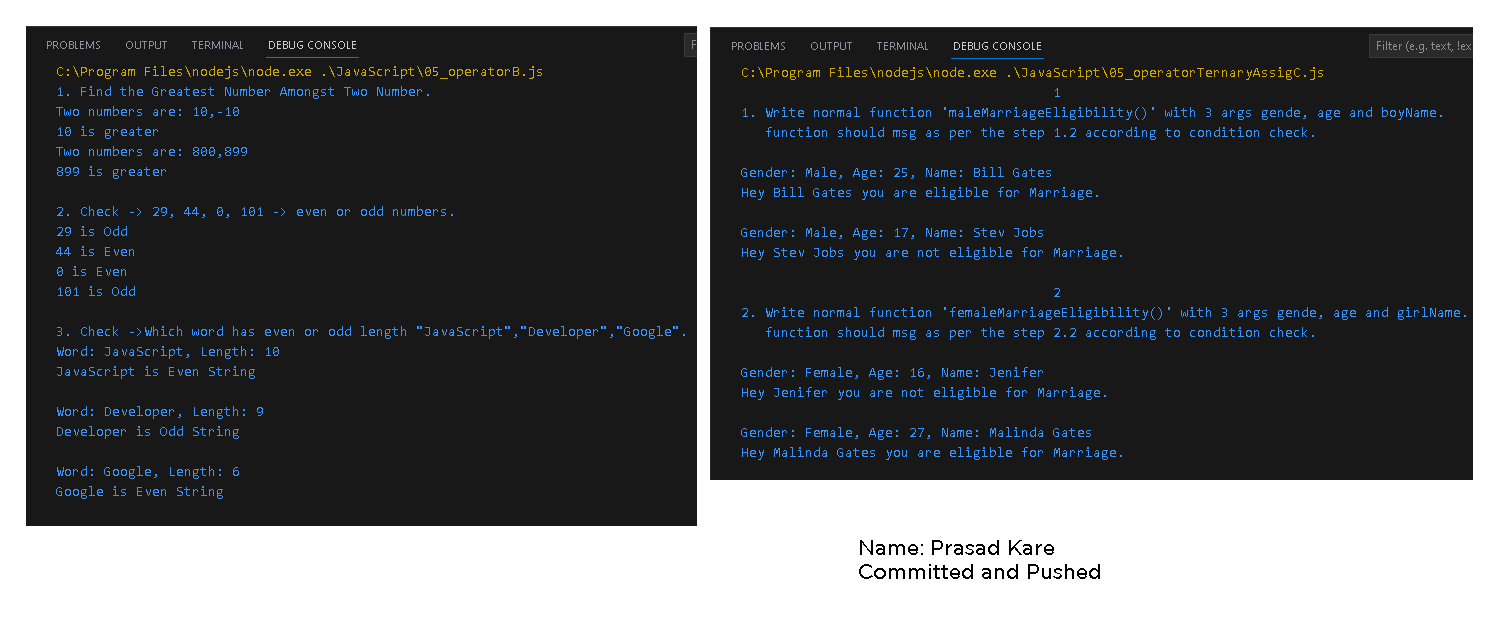 PROBLEMS OUTPUT TERMINAL DEBUG CONSOLE F
C:\Program Files\nodejs\node.exe .\JavaScript\05_operatorB.js
1. Find the Greatest Number Amongst Two Number.
Two numbers are: 10,-10
10 is greater
Two numbers are: 800,899
899 is greater
2. Check -> 29, 44, 0, 101 -> even or odd numbers.
29 is Odd
44 is Even
0 is Even
101 is Odd
3. Check ->Which word has even or odd length "JavaScript","Developer","Google".
Word: JavaScript, Length: 10
JavaScript is Even String
Word: Developer, Length: 9
Developer is Odd String
Word: Google, Length: 6
Google is Even String
PROBLEMS OUTPUT TERMINAL DEBUG CONSOLE Filter (e.g. text, !ex
C:\Program Files\nodejs\node.exe .\JavaScript\05_operatorTernaryAssigC.js
1
1. Write normal function 'maleMarriageEligibility()' with 3 args gende, age and boyName.
function should msg as per the step 1.2 according to condition check.
Gender: Male, Age: 25, Name: Bill Gates
Hey Bill Gates you are eligible for Marriage.
Gender: Male, Age: 17, Name: Stev Jobs
Hey Stev Jobs you are not eligible for Marriage.
2
2. Write normal function 'femaleMarriageEligibility()' with 3 args gende, age and girlName.
function should msg as per the step 2.2 according to condition check.
Gender: Female, Age: 16, Name: Jenifer
Hey Jenifer you are not eligible for Marriage.
Gender: Female, Age: 27, Name: Malinda Gates
Hey Malinda Gates you are eligible for Marriage.
Name: Prasad Kare
Committed and Pushed